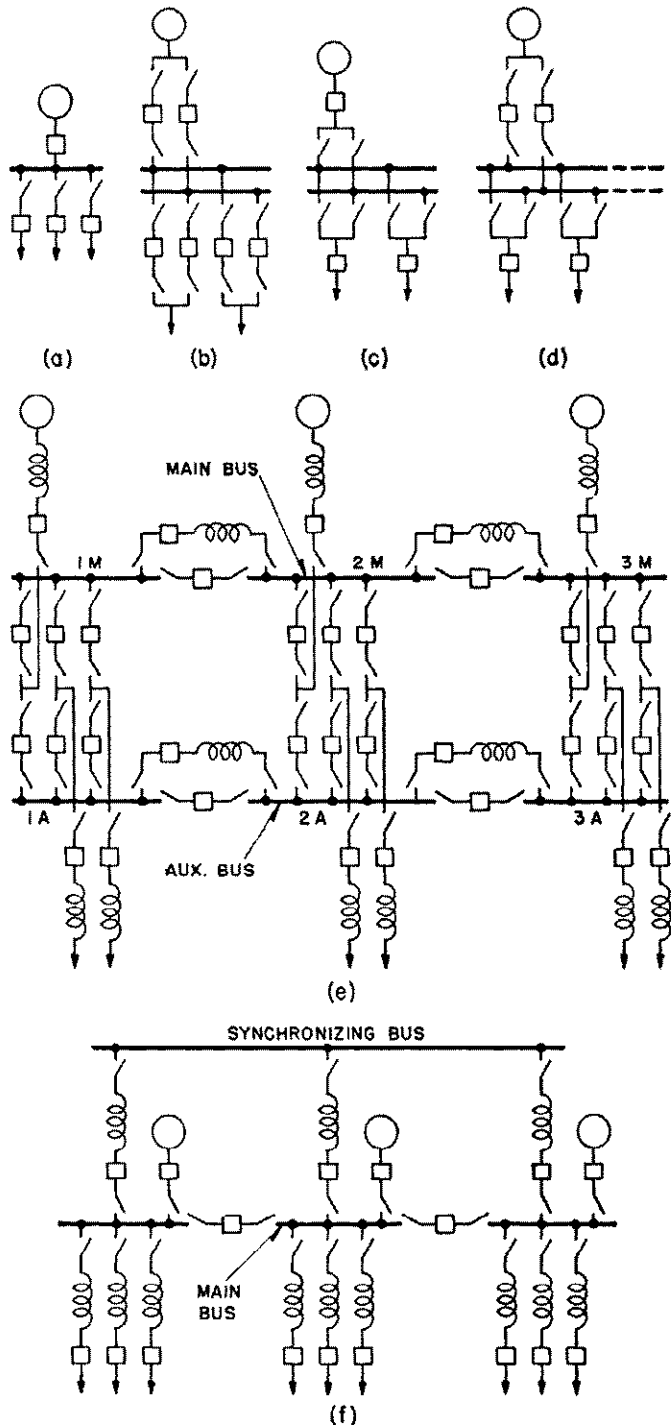 (a)
(b)
(c)
(d)
MAIN BUS
1 M
2 M
3 M
1 A
2 A
3 A
AUX. BUS
(e)
SYNCHRONIZING BUS
MAIN
BUS
(f)